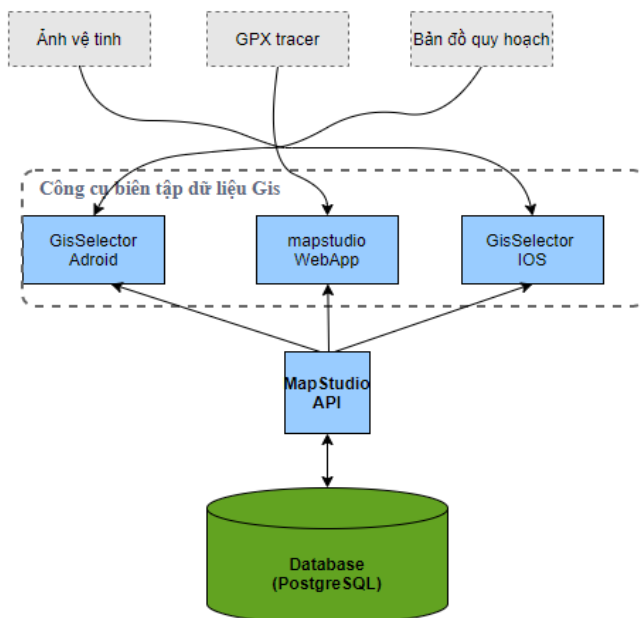 Ảnh vệ tinh
GPX tracer
Bản đồ quy hoạch
Công cụ biên tập dữ liệu Gis
GisSelector
Adroid
mapstudio
WebApp
GisSelector
IOS
MapStudio
API
Database
(PostgreSQL)